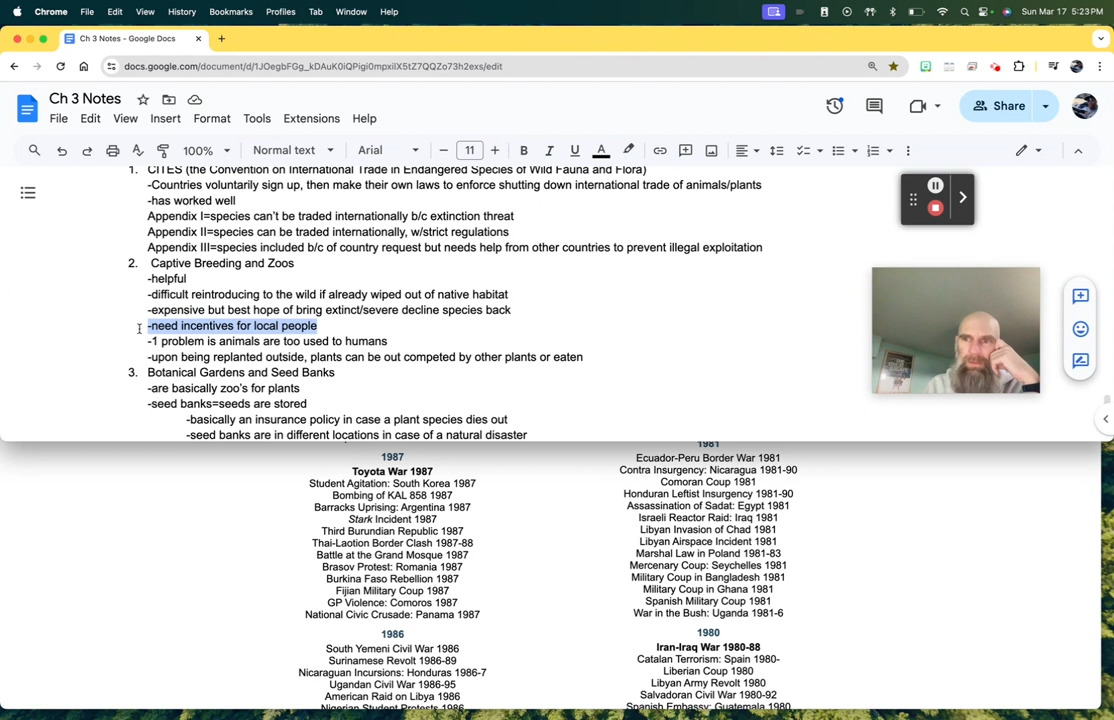 Chrome File Edit View History Bookmarks Profiles Tab Window Help Sun Mar 17 5:23PM
Ch 3 Notes - Google Docs
docs.google.com/document/d/1JOegbFGg_kDAuK0iQPigi0mpxilX5tZ7QQZo73h2exs/edit
Ch 3 Notes
Share
File Edit View Insert Format Tools Extensions Help
100% Normal text Arial 11 B I U A
1. CITES (the Convention on International Trade in Endangered Species of Wild Fauna and Flora)
-Countries voluntarily sign up, then make their own laws to enforce shutting down international trade of animals/plants
-has worked well
Appendix I=species can't be traded internationally b/c extinction threat
Appendix II=species can be traded internationally, w/strict regulations
Appendix III=species included b/c of country request but needs help from other countries to prevent illegal exploitation
2. Captive Breeding and Zoos
-helpful
-difficult reintroducing to the wild if already wiped out of native habitat
-expensive but best hope of bring extinct/severe decline species back
-need incentives for local people
-1 problem is animals are too used to humans
-upon being replanted outside, plants can be out competed by other plants or eaten
3. Botanical Gardens and Seed Banks
-are basically zoo's for plants
-seed banks=seeds are stored
-basically an insurance policy in case a plant species dies out
-seed banks are in different locations in case of a natural disaster
1987
Toyota War 1987
Student Agitation: South Korea 1987
Bombing of KAL 858 1987
Barracks Uprising: Argentina 1987
Stark Incident 1987
Third Burundian Republic 1987
Thai-Laotion Border Clash 1987-88
Battle at the Grand Mosque 1987
Brasov Protest: Romania 1987
Burkina Faso Rebellion 1987
Fijian Military Coup 1987
GP Violence: Comoros 1987
National Civic Crusade: Panama 1987
1986
South Yemeni Civil War 1986
Surinamese Revolt 1986-89
Nicaraguan Incursions: Honduras 1986-7
Ugandan Civil War 1986-95
American Raid on Libya 1986
Nigerian Student Protests 1986
1981
Ecuador-Peru Border War 1981
Contra Insurgency: Nicaragua 1981-90
Comoran Coup 1981
Honduran Leftist Insurgency 1981-90
Assassination of Sadat: Egypt 1981
Israeli Reactor Raid: Iraq 1981
Libyan Invasion of Chad 1981
Libyan Airspace Incident 1981
Marshal Law in Poland 1981-83
Mercenary Coup: Seychelles 1981
Military Coup in Bangladesh 1981
Military Coup in Ghana 1981
Spanish Military Coup 1981
War in the Bush: Uganda 1981-6
1980
Iran-Iraq War 1980-88
Catalan Terrorism: Spain 1980-
Liberian Coup 1980
Libyan Army Revolt 1980
Salvadoran Civil War 1980-92
Spanish Embassy: Guatemala 1980